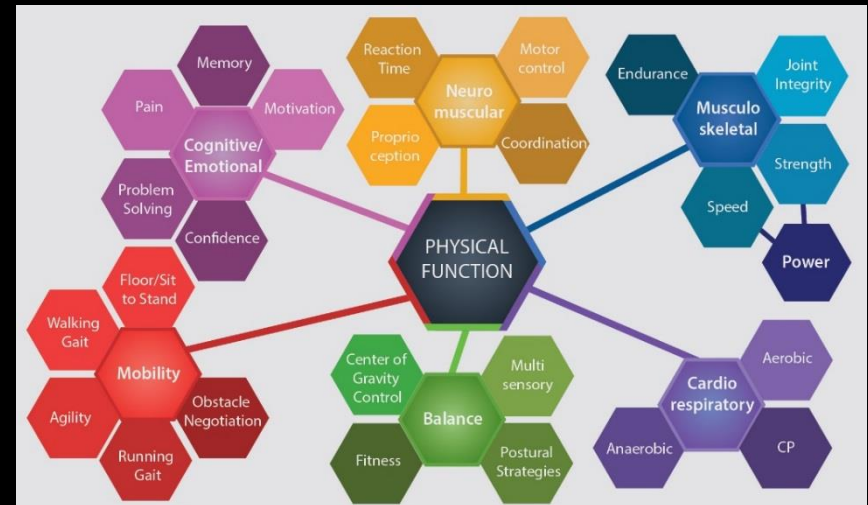 Memory
Pain
Motivation
Cognitive/
Emotional
Problem
Solving
Confidence
Reaction
Time
Motor
control
Neuro
muscular
Proprio
ception
Coordination
Endurance
Joint
Integrity
Musculo
skeletal
Strength
Speed
Power
PHYSICAL
FUNCTION
Floor/Sit
to Stand
Walking
Gait
Mobility
Agility
Obstacle
Negotiation
Running
Gait
Center of
Gravity
Control
Multi
sensory
Balance
Fitness
Postural
Strategies
Aerobic
Cardio
respiratory
Anaerobic
CP